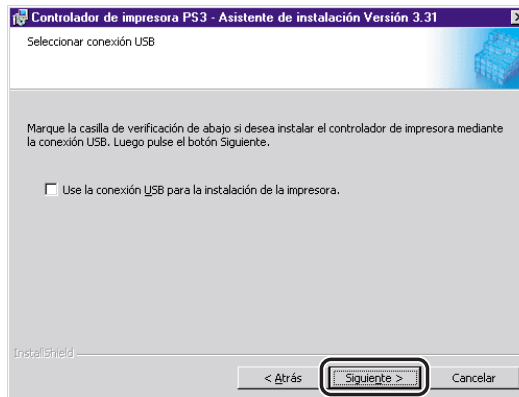 Controlador de impresora PS3 - Asistente de instalación Versión 3.31
Seleccionar conexión USB
Marque la casilla de verificación de abajo si desea instalar el controlador de impresora mediante
la conexión USB. Luego pulse el botón Siguiente.
Use la conexión USB para la instalación de la impresora.
InstallShield
< Atrás Siguiente > Cancelar